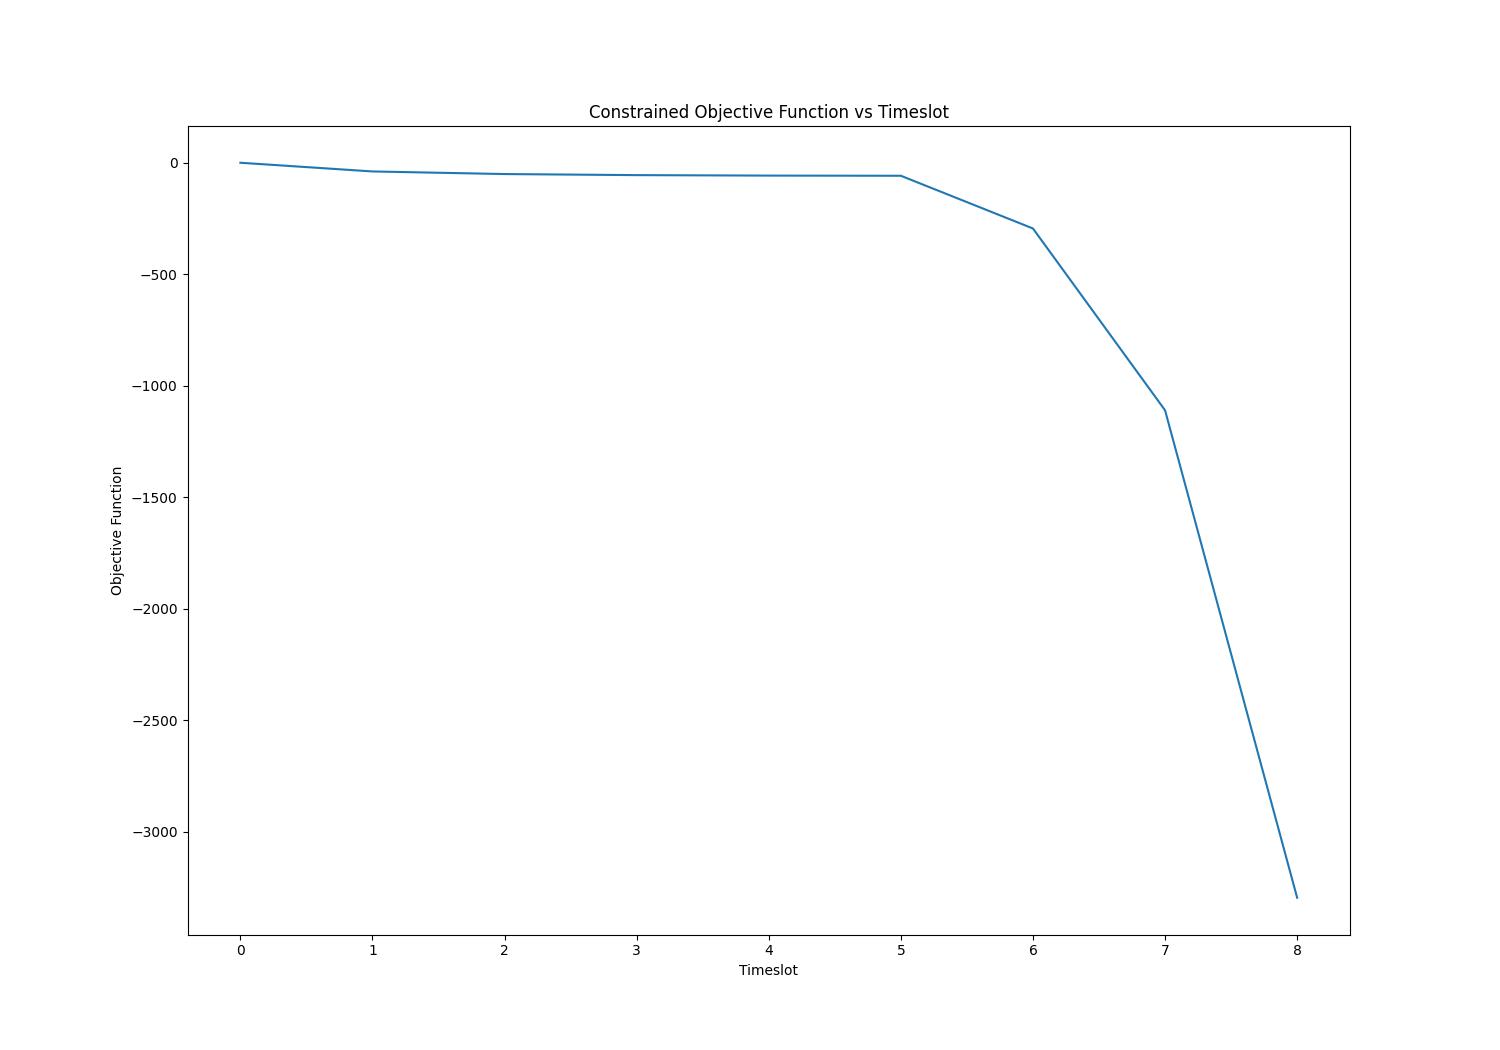 Constrained Objective Function vs Timeslot
0
−500
−1000
−1500
−2000
−2500
−3000
Objective Function
0 1 2 3 4 5 6 7 8
Timeslot